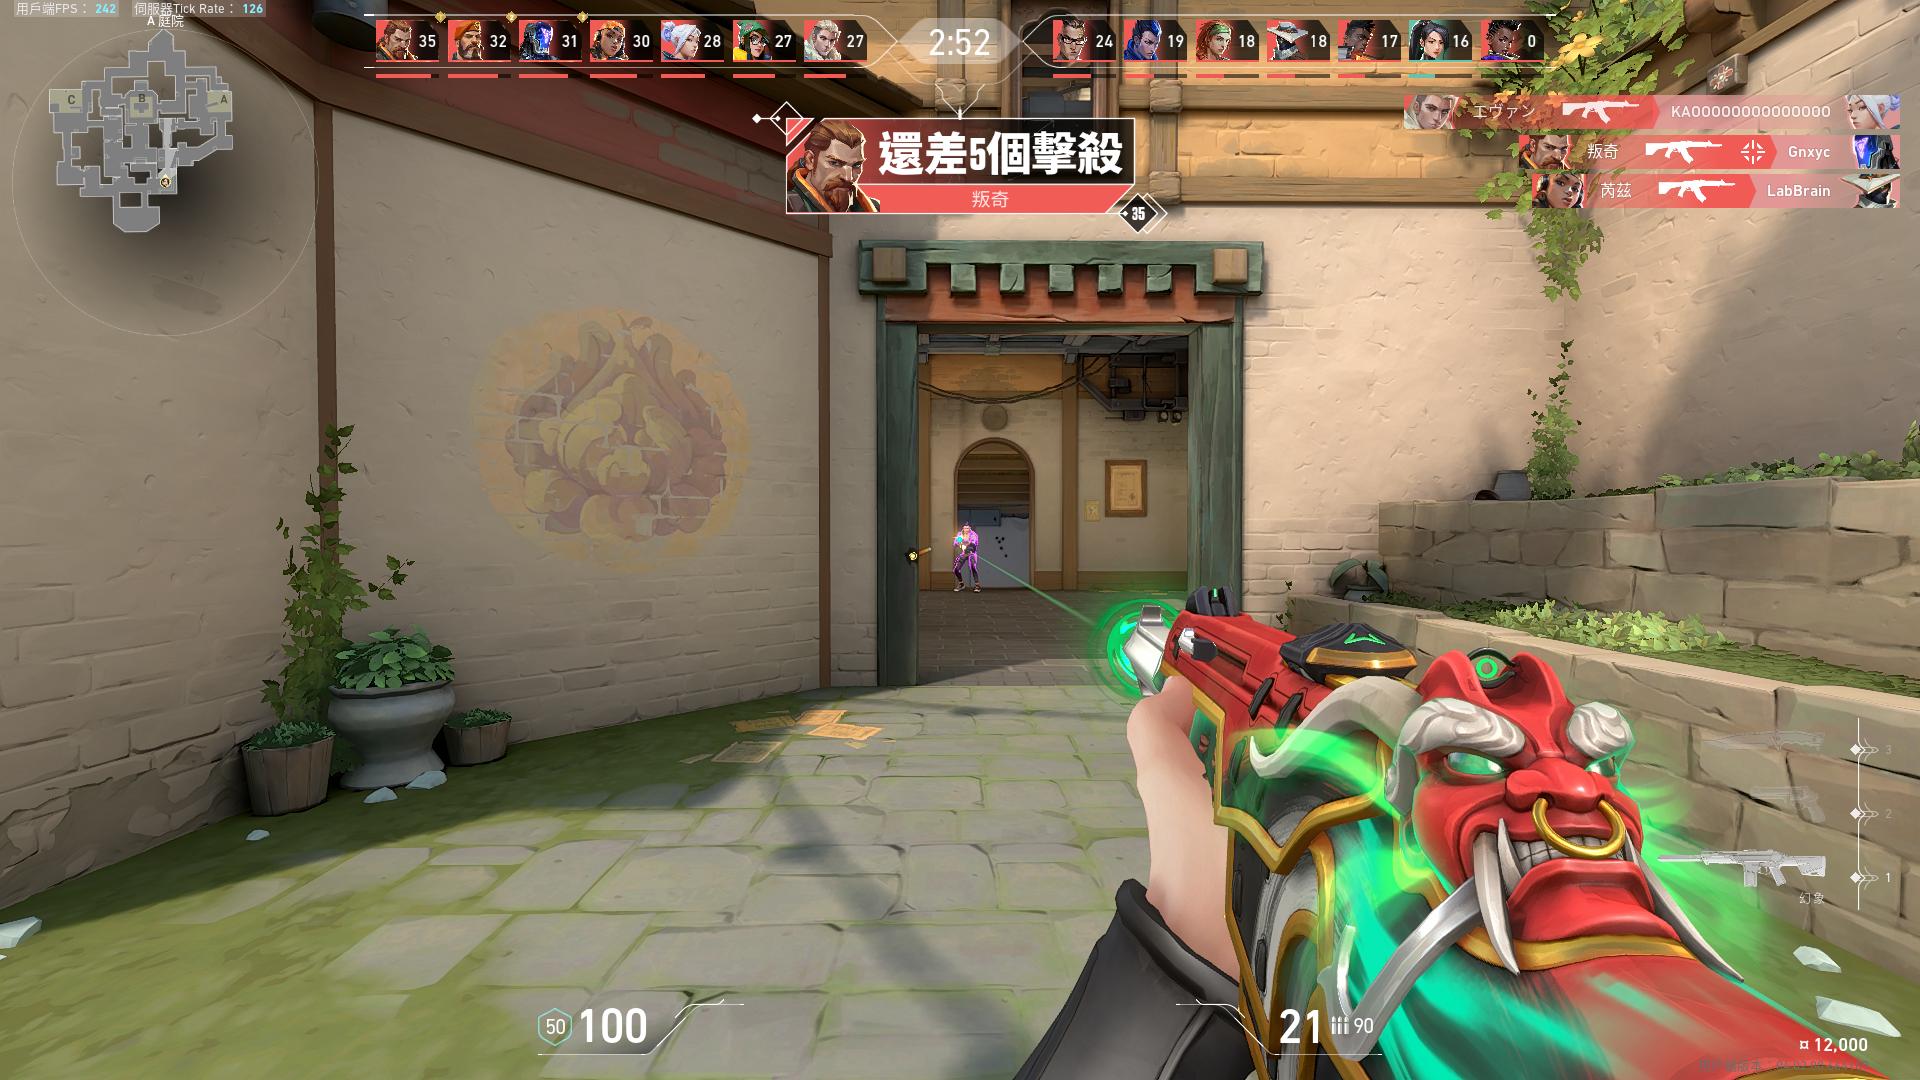 用戶端FPS： 242 伺服器Tick Rate： 126
A 庭院
C B A
35 32 31 30 28 27 27 2:52 24 19 18 18 17 16 0
還差5個擊殺
叛奇
35
エヴァン KAO0000000000000
叛奇 Gnxyc
芮茲 LabBrain
3
2
1
幻象
50 100
21 90
¤ 12,000